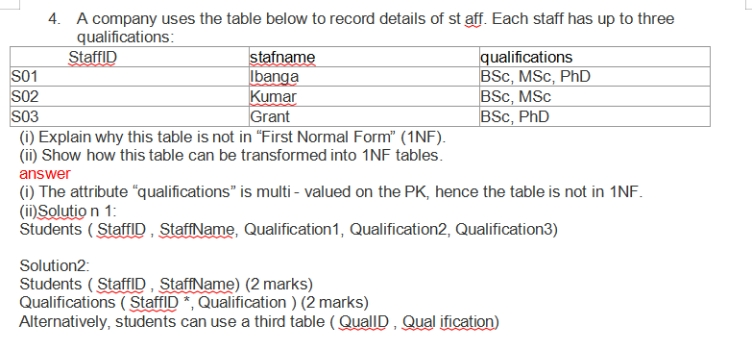 4. A company uses the table below to record details of st aff. Each staff has up to three
qualifications:
StaffID stafname qualifications
S01 Ibanga BSc, MSc, PhD
S02 Kumar BSc, MSc
S03 Grant BSc, PhD
(i) Explain why this table is not in “First Normal Form” (1NF).
(ii) Show how this table can be transformed into 1NF tables.
answer
(i) The attribute “qualifications” is multi - valued on the PK, hence the table is not in 1NF.
(ii)Solutio n 1:
Students ( StaffID , StaffName, Qualification1, Qualification2, Qualification3)
Solution2:
Students ( StaffID , StaffName) (2 marks)
Qualifications ( StaffID *, Qualification ) (2 marks)
Alternatively, students can use a third table ( QualID , Qual ification)